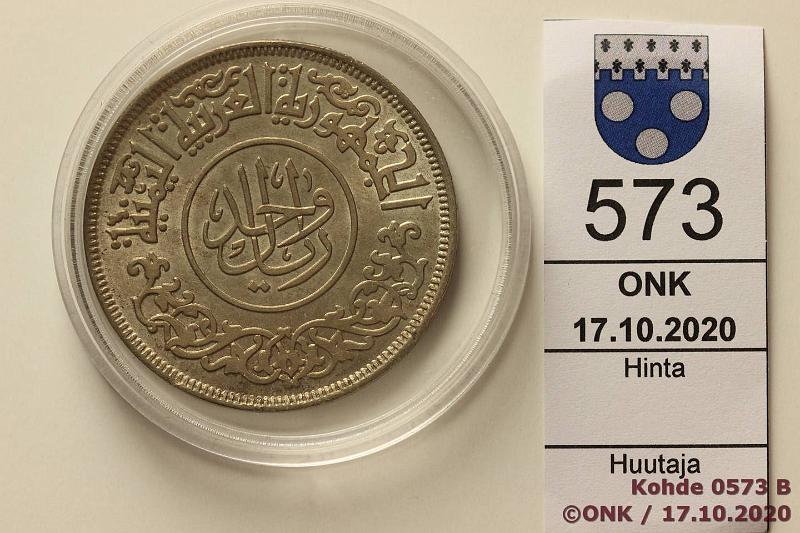 الجمهورية العربية اليمنية
ريال
واحد
573
ONK
17.10.2020
Hinta
Huutaja
Kohde 0573 B
©ONK / 17.10.2020